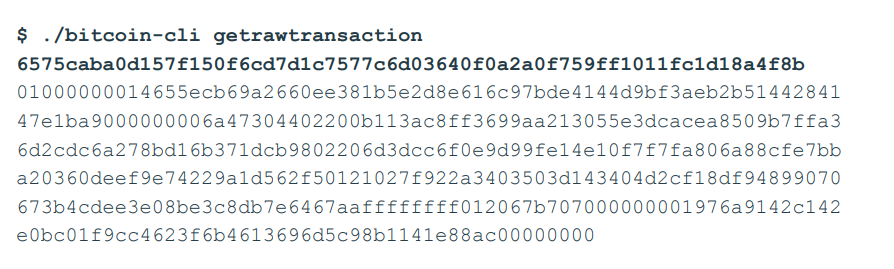 $ ./bitcoin-cli getrawtransaction
6575caba0d157f150f6cd7d1c7577c6d03640f0a2a0f759ff1011fc1d18a4f8b
01000000014655ecb69a2660ee381b5e2d8e616c97bde4144d9bf3aeb2b51442841
47e1ba9000000006a47304402200b113ac8ff3699aa213055e3dcacea8509b7ffa3
6d2cdc6a278bd16b371dcb9802206d3dcc6f0e9d99fe14e10f7f7fa806a88cfe7bb
a20360deef9e74229a1d562f50121027f922a3403503d143404d2cf18df94899070
673b4cdee3e08be3c8db7e6467aaffffffff012067b707000000001976a9142c142
e0bc01f9cc4623f6b4613696d5c98b1141e88ac00000000